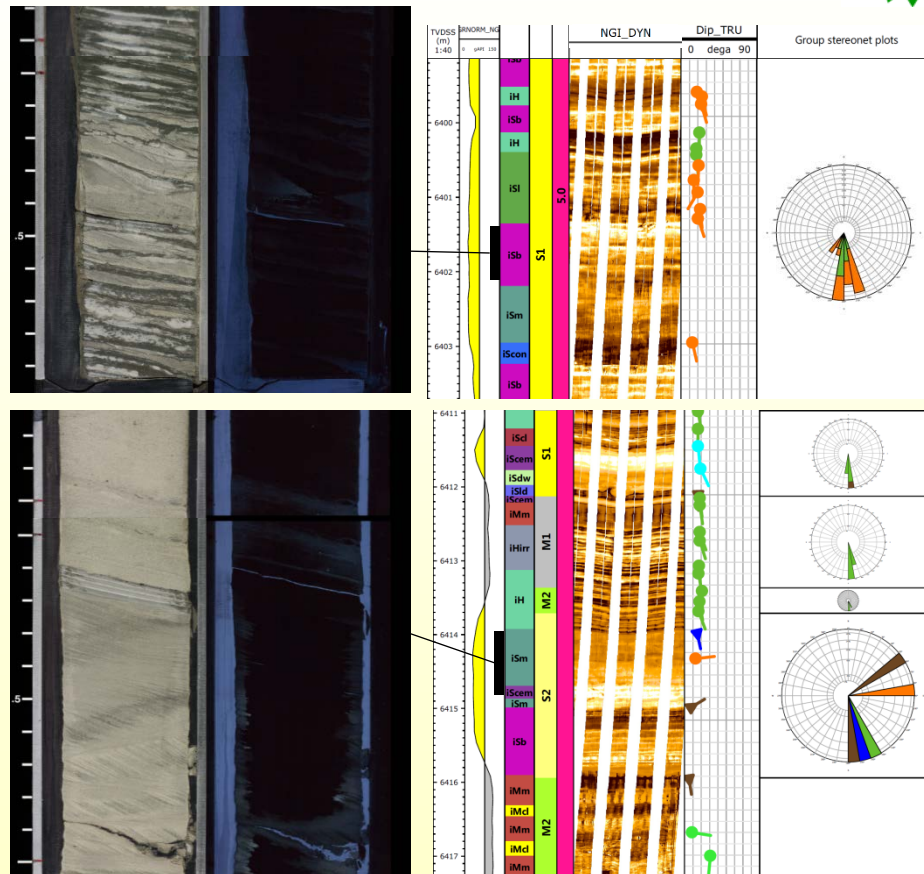 TVDSS
(m)
1:40
GRNORM_NG
0 gAPI 150
NGI_DYN
Dip_TRU
0 dega 90
Group stereonet plots
iSb
iH
iSb
iH
iSl
iSb
iSm
iScon
iSb
S1
5.0
6400
6401
6402
6403
.5
6411
6412
6413
6414
6415
6416
6417
iScl
iScem
iSdw
iSld
iScem
iMm
iHirr
iH
iSm
iScem
iSm
iSb
iMm
iMcl
iMm
iMcl
iMm
S1
M1
M2
S2
M2
.5